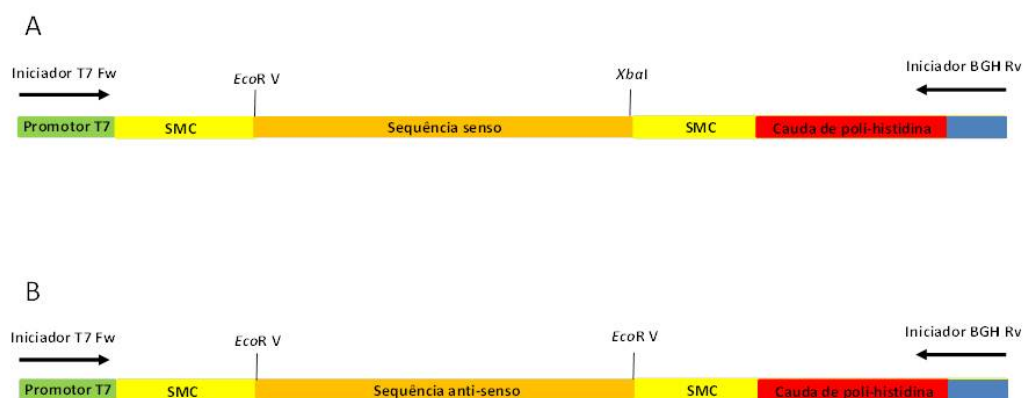 A
Iniciador T7 Fw
EcoR V
XbaI
Iniciador BGH Rv
Promotor T7 SMC Sequência senso SMC Cauda de poli-histidina
B
Iniciador T7 Fw
EcoR V
EcoR V
Iniciador BGH Rv
Promotor T7 SMC Sequência anti-senso SMC Cauda de poli-histidina